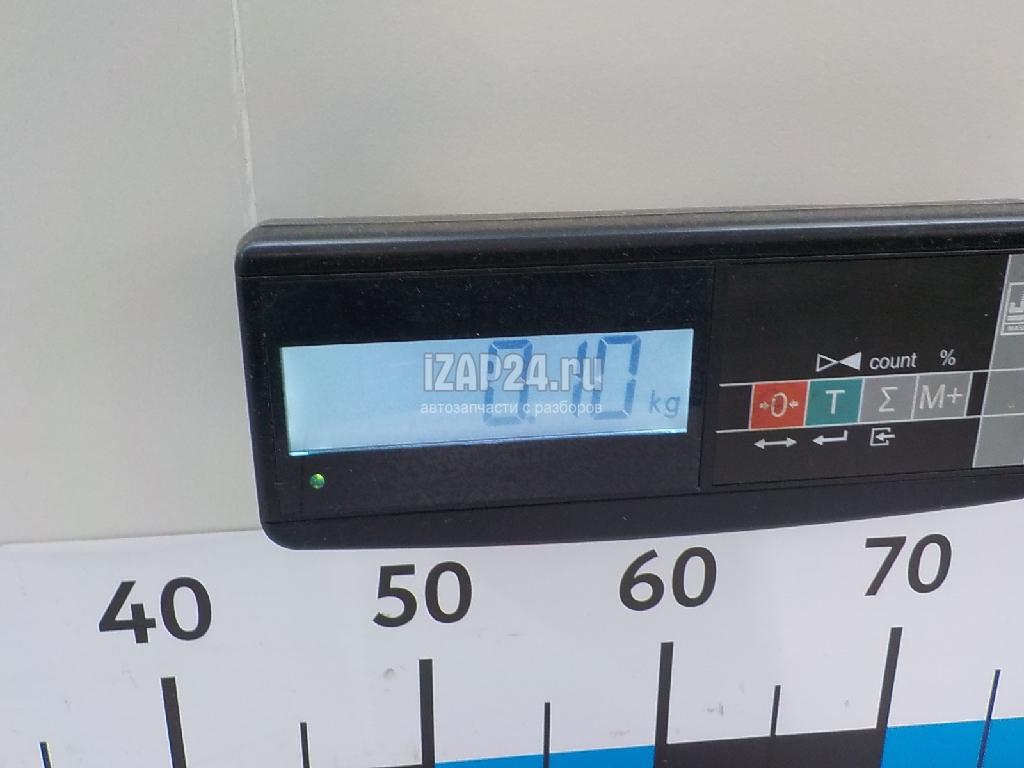 iZAP24.ru
автозапчасти с разборов
0.10 kg
count %
→0← T Σ M+
40 50 60 70